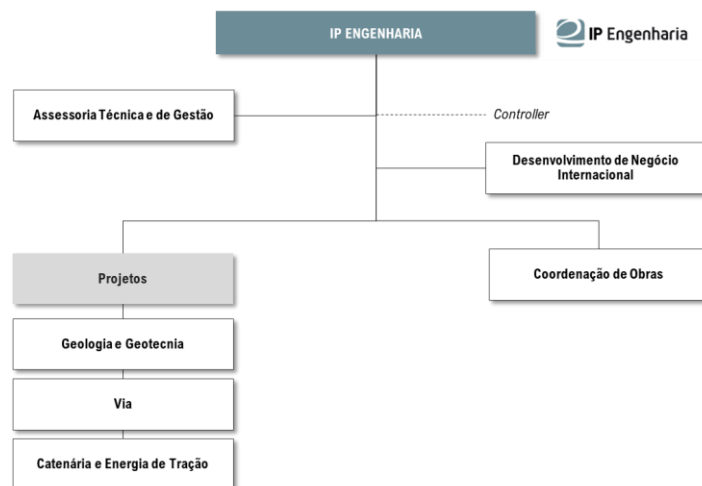 IP ENGENHARIA
IP Engenharia
Assessoria Técnica e de Gestão
Controller
Desenvolvimento de Negócio
Internacional
Projetos
Coordenação de Obras
Geologia e Geotecnia
Via
Catenária e Energia de Tração